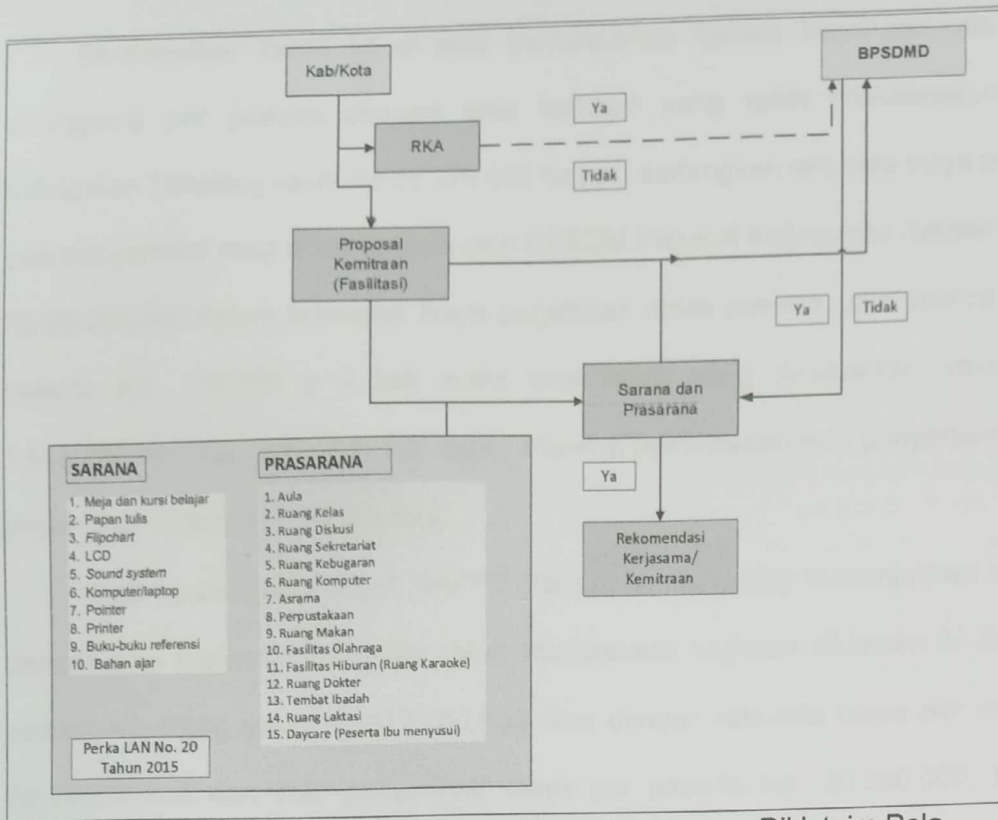 Kab/Kota
BPSDMD
RKA
Ya
Tidak
Proposal
Kemitraan
(Fasilitasi)
Ya
Tidak
Sarana dan
Prasarana
Ya
Rekomendasi
Kerjasama/
Kemitraan
SARANA
1. Meja dan kursi belajar
2. Papan tulis
3. Flipchart
4. LCD
5. Sound system
6. Komputer/laptop
7. Pointer
8. Printer
9. Buku-buku referensi
10. Bahan ajar
PRASARANA
1. Aula
2. Ruang Kelas
3. Ruang Diskusi
4. Ruang Sekretariat
5. Ruang Kebugaran
6. Ruang Komputer
7. Asrama
8. Perpustakaan
9. Ruang Makan
10. Fasilitas Olahraga
11. Fasilitas Hiburan (Ruang Karaoke)
12. Ruang Dokter
13. Tembat Ibadah
14. Ruang Laktasi
15. Daycare (Peserta Ibu menyusui)
Perka LAN No. 20
Tahun 2015